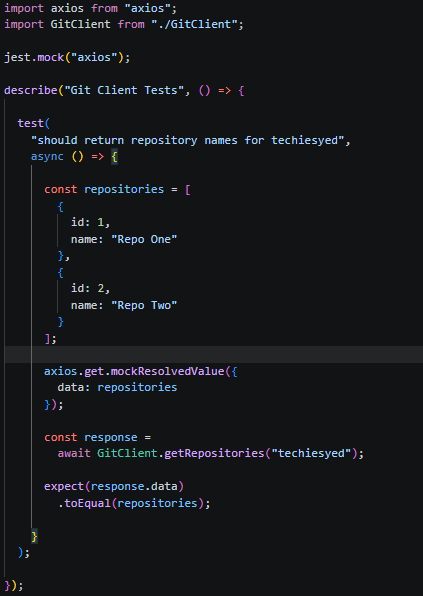 import axios from "axios";
import GitClient from "./GitClient";
jest.mock("axios");
describe("Git Client Tests", () => {
test(
"should return repository names for techiesyed",
async () => {
const repositories = [
{
id: 1,
name: "Repo One"
},
{
id: 2,
name: "Repo Two"
}
];
axios.get.mockResolvedValue({
data: repositories
});
const response =
await GitClient.getRepositories("techiesyed");
expect(response.data)
.toEqual(repositories);
}
);
});